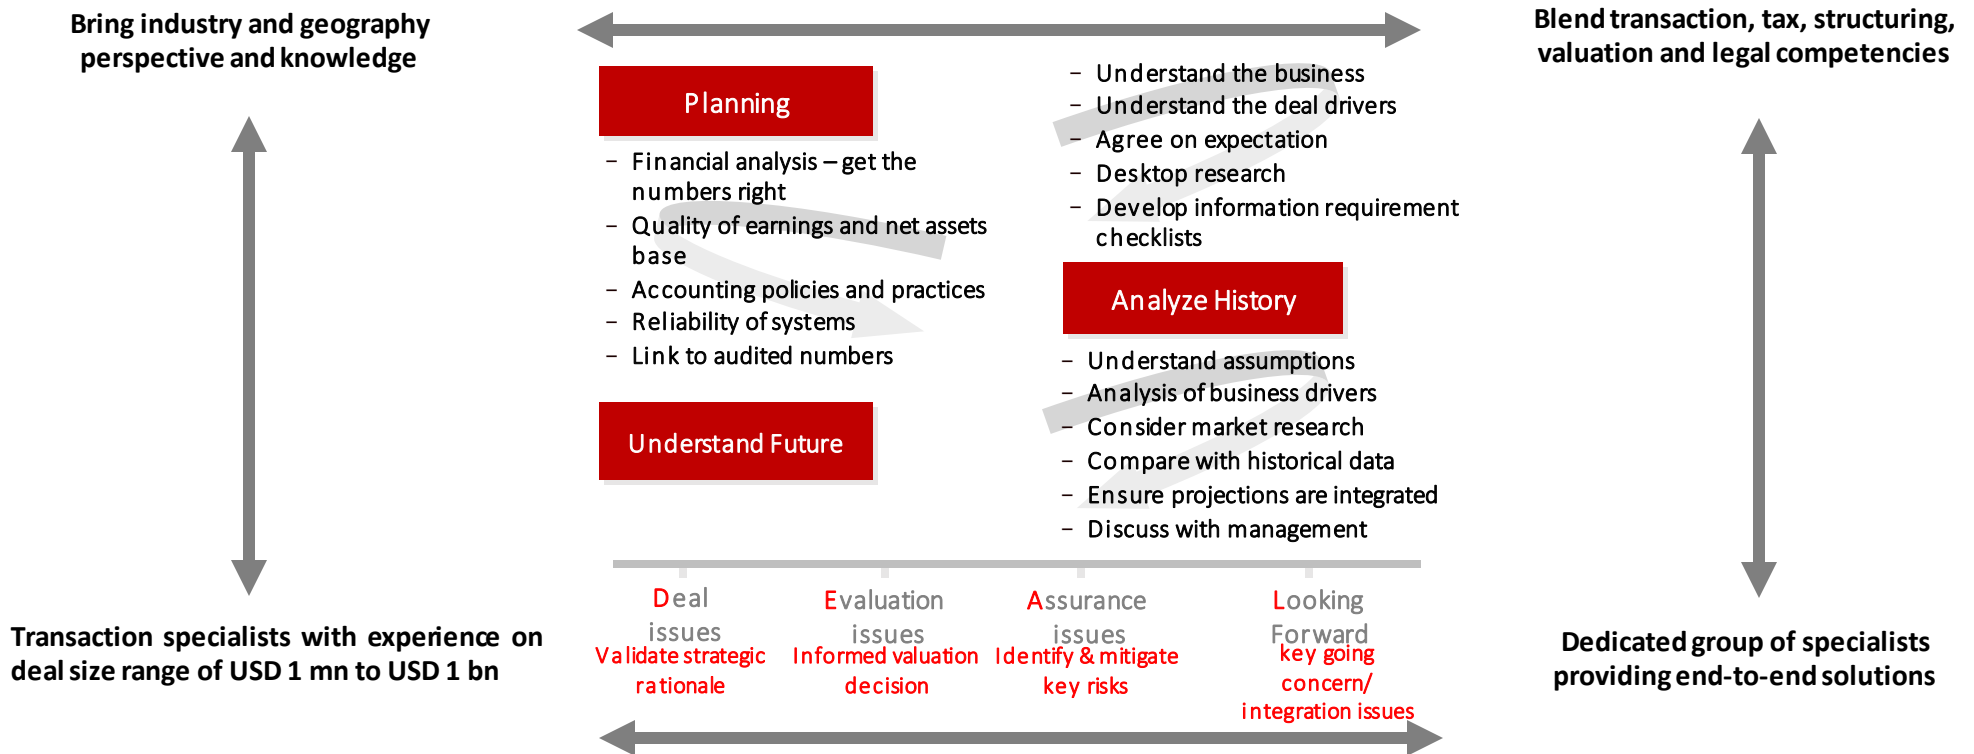 Bring industry and geography
perspective and knowledge
Blend transaction, tax, structuring,
valuation and legal competencies
Planning
– Understand the business
– Understand the deal drivers
– Agree on expectation
– Desktop research
– Develop information requirement
checklists
– Financial analysis – get the
numbers right
– Quality of earnings and net assets
base
– Accounting policies and practices
– Reliability of systems
– Link to audited numbers
Analyze History
– Understand assumptions
– Analysis of business drivers
– Consider market research
– Compare with historical data
– Ensure projections are integrated
– Discuss with management
Understand Future
Deal
issues
Validate strategic
rationale
Evaluation
issues
Informed valuation
decision
Assurance
issues
Identify & mitigate
key risks
Looking
Forward
key going
concern/
integration issues
Transaction specialists with experience on
deal size range of USD 1 mn to USD 1 bn
Dedicated group of specialists
providing end-to-end solutions